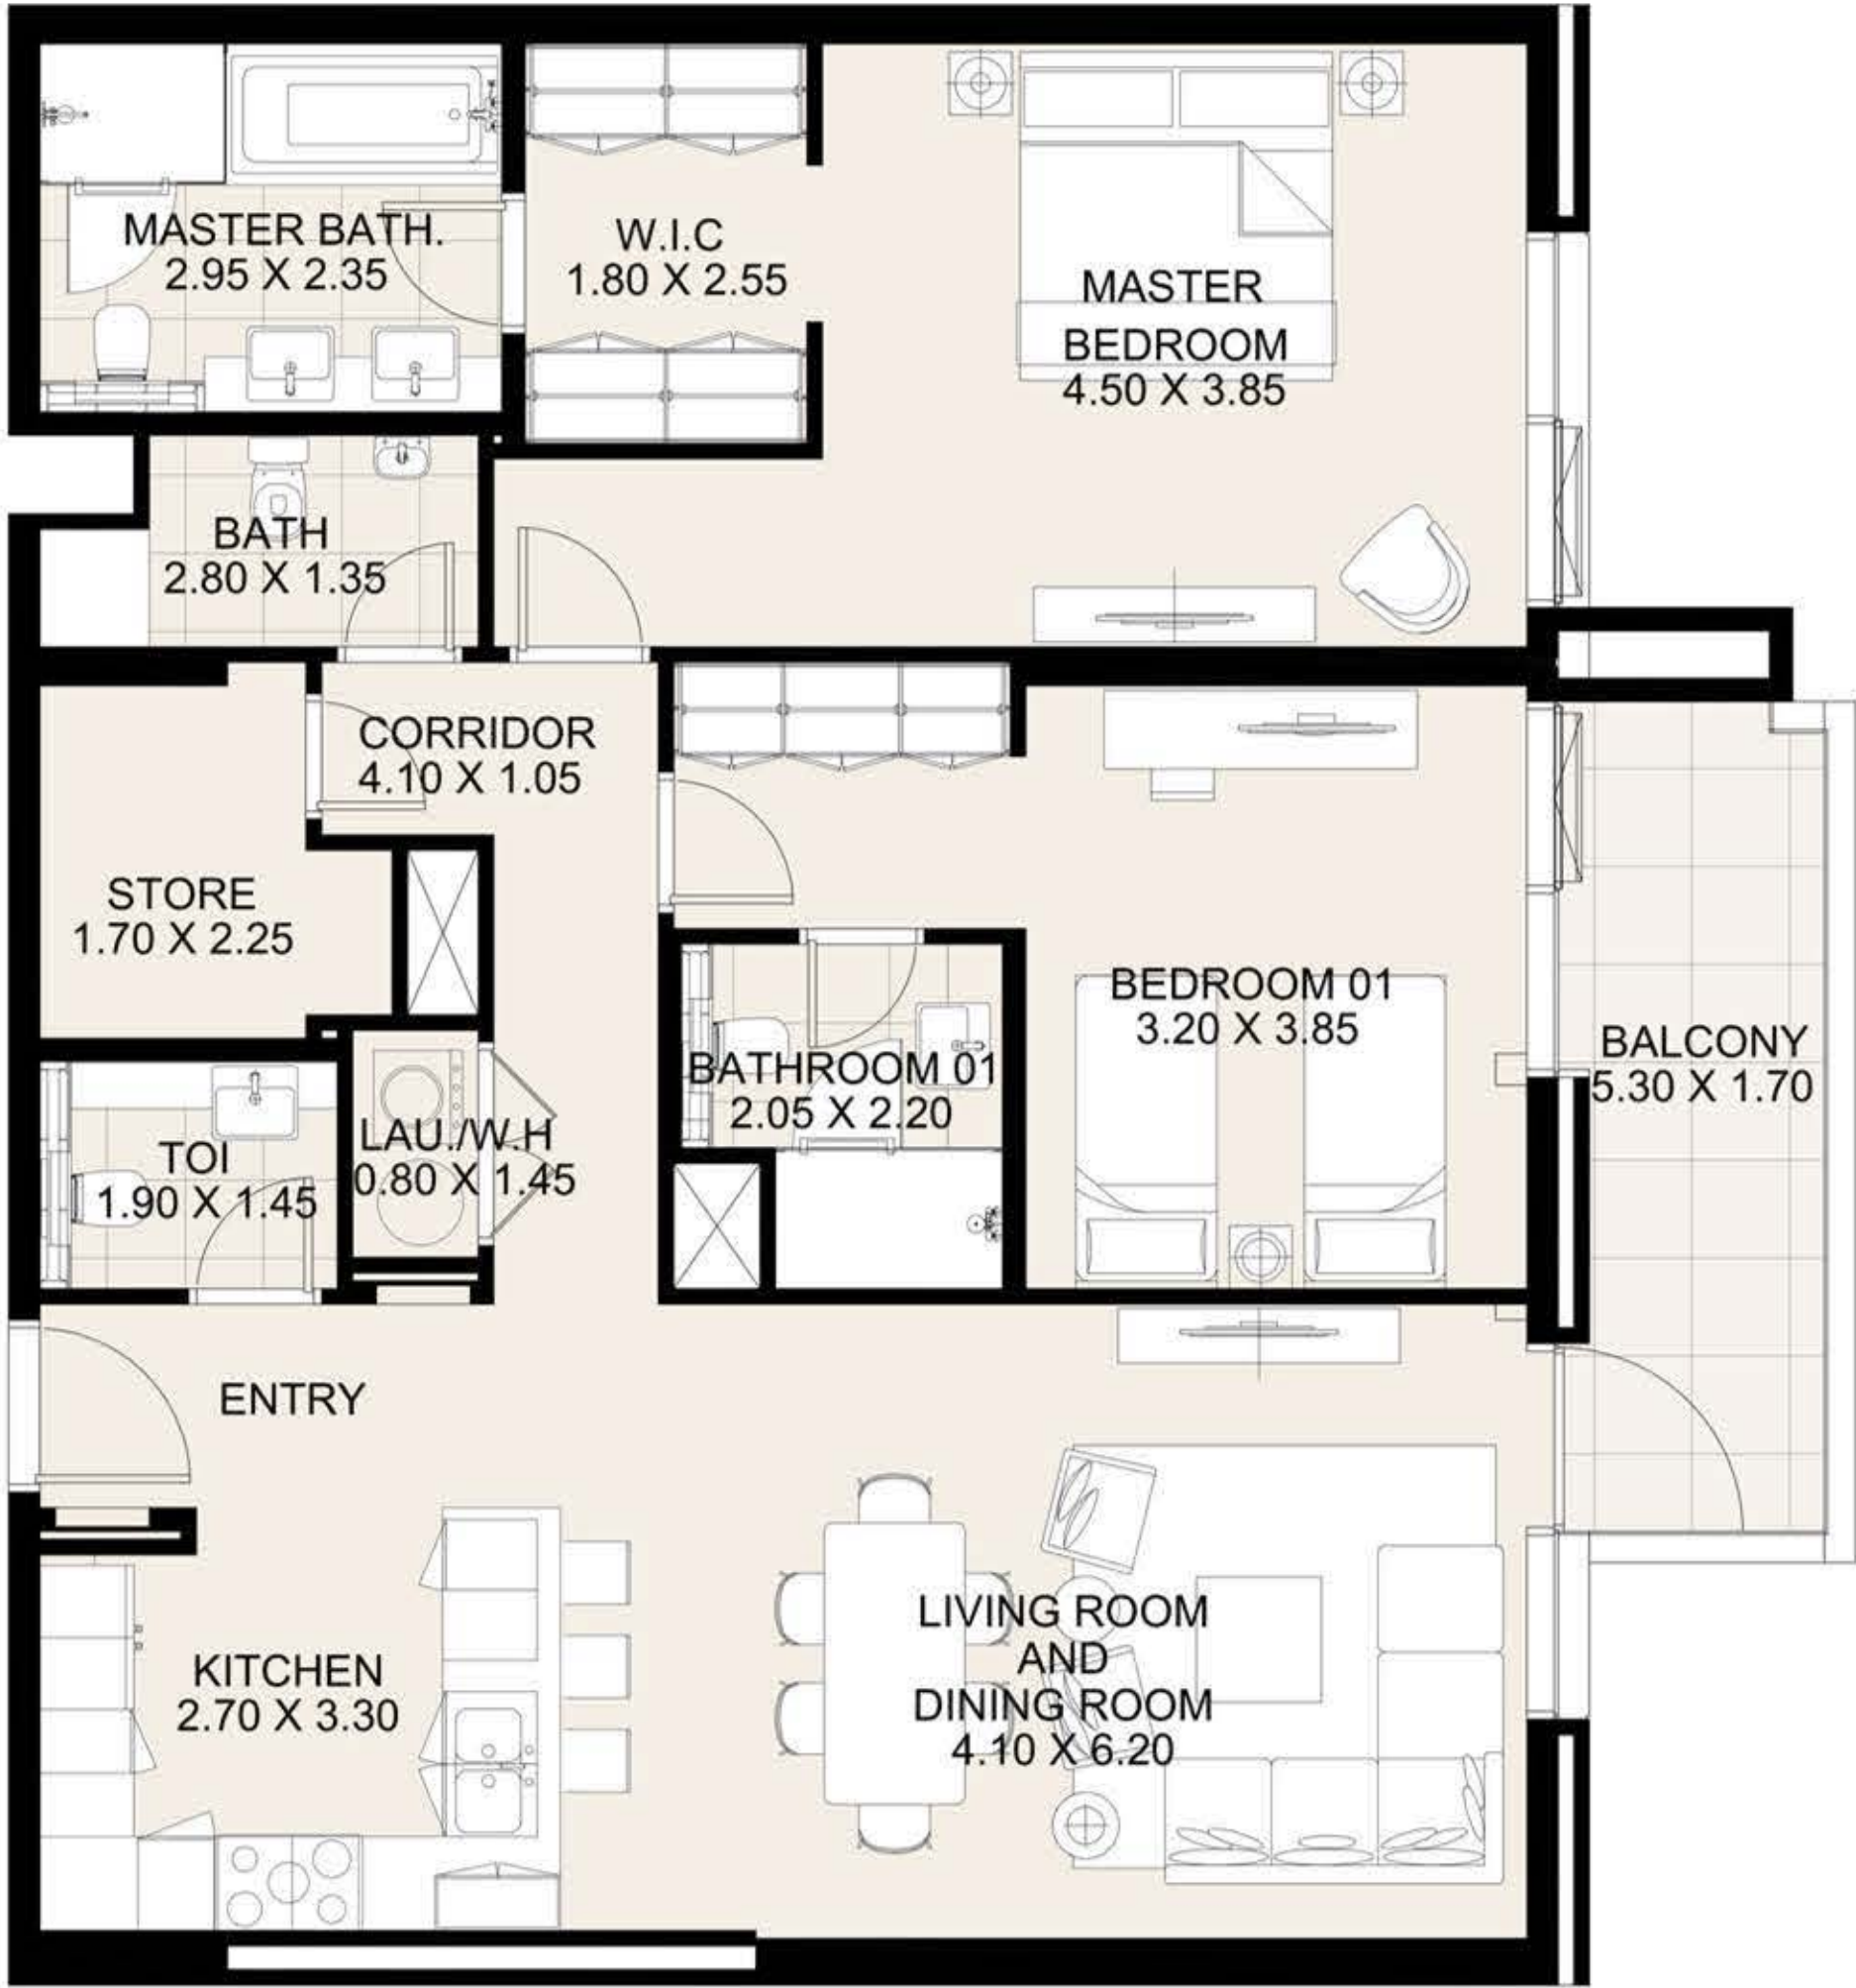 MASTER BATH.
2.95 X 2.35
W.I.C
1.80 X 2.55
MASTER
BEDROOM
4.50 X 3.85
BATH
2.80 X 1.35
CORRIDOR
4.10 X 1.05
STORE
1.70 X 2.25
BEDROOM 01
3.20 X 3.85
BALCONY
5.30 X 1.70
BATHROOM 01
2.05 X 2.20
LAU./W.H
0.80 X 1.45
TOI
1.90 X 1.45
ENTRY
KITCHEN
2.70 X 3.30
LIVING ROOM
AND
DINING ROOM
4.10 X 6.20